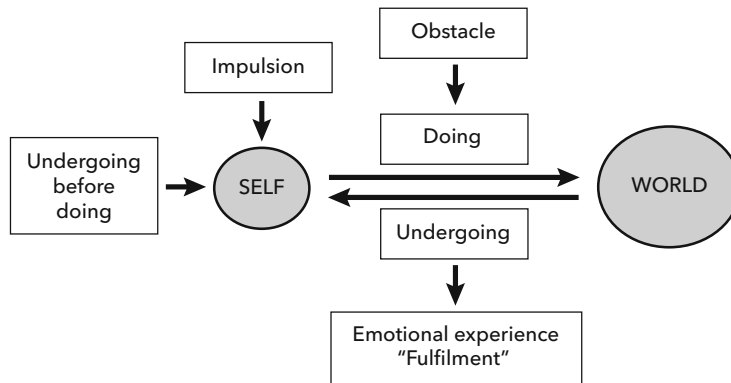 Obstacle
Impulsion
Doing
Undergoing
before
doing
SELF
WORLD
Undergoing
Emotional experience
“Fulfilment”